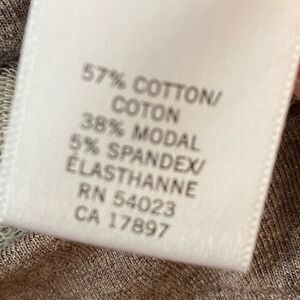 57% COTTON/
COTON
38% MODAL
5% SPANDEX/
ÉLASTHANNE
RN 54023
CA 17897